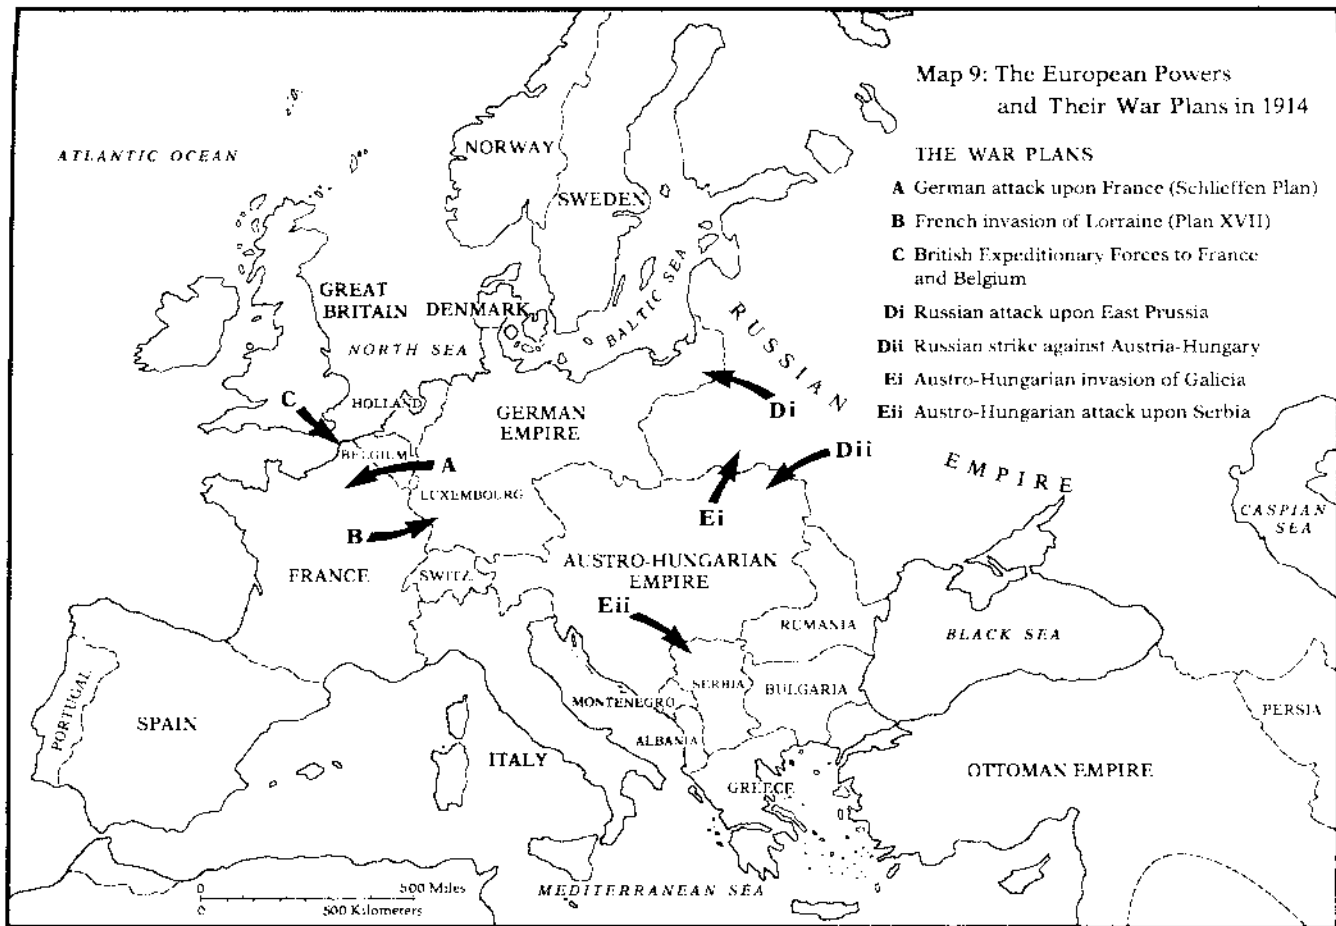 Map 9: The European Powers
and Their War Plans in 1914
THE WAR PLANS
A German attack upon France (Schlieffen Plan)
B French invasion of Lorraine (Plan XVII)
C British Expeditionary Forces to France
and Belgium
Di Russian attack upon East Prussia
Dii Russian strike against Austria-Hungary
Ei Austro-Hungarian invasion of Galicia
Eii Austro-Hungarian attack upon Serbia
ATLANTIC OCEAN
NORWAY
SWEDEN
GREAT
BRITAIN
DENMARK
BALTIC SEA
NORTH SEA
RUSSIAN
EMPIRE
HOLLAND
C
GERMAN
EMPIRE
Di
BELGIUM
A
Dii
LUXEMBOURG
Ei
B
CASPIAN
SEA
FRANCE
SWITZ.
AUSTRO-HUNGARIAN
EMPIRE
Eii
RUMANIA
BLACK SEA
SERBIA
BULGARIA
MONTENEGRO
PORTUGAL
SPAIN
ALBANIA
PERSIA
ITALY
GREECE
OTTOMAN EMPIRE
MEDITERRANEAN SEA
0 500 Miles
0 500 Kilometers